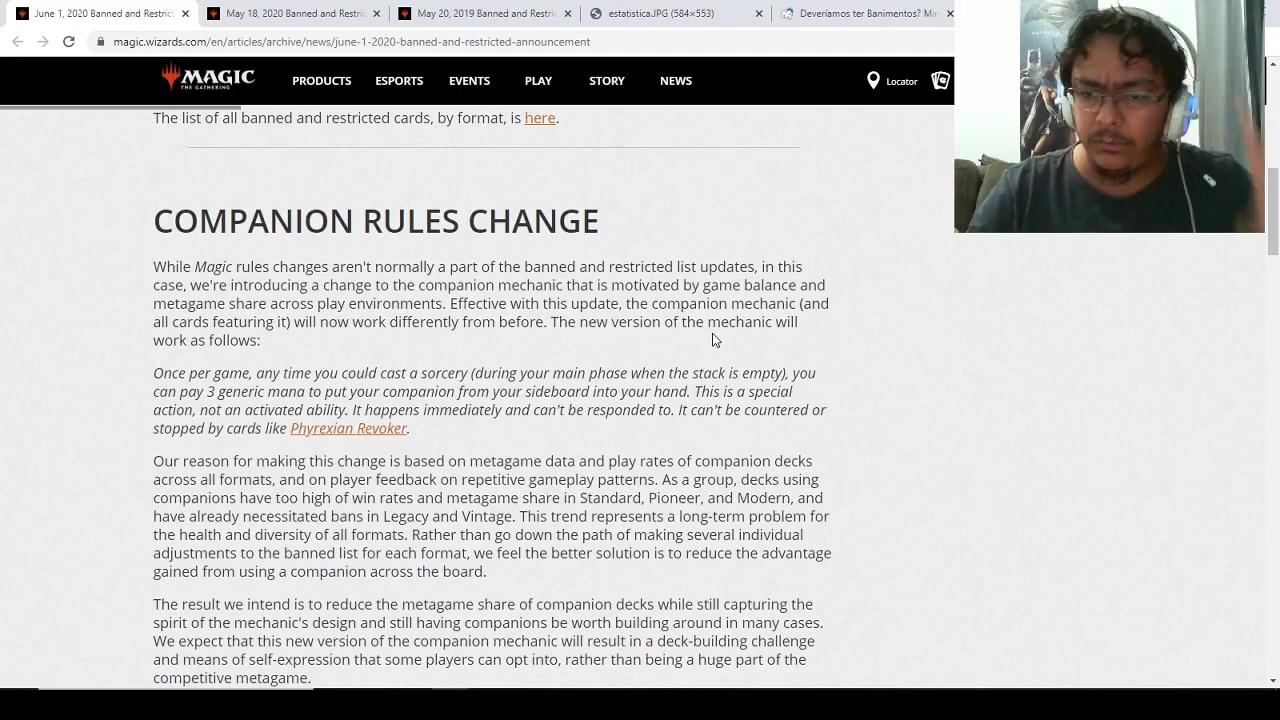 June 1, 2020 Banned and Restric
May 18, 2020 Banned and Restri
May 20, 2019 Banned and Restric
estatistica.JPG (584×553)
Deveríamos ter Banimentos? Min
magic.wizards.com/en/articles/archive/news/june-1-2020-banned-and-restricted-announcement
MAGIC
THE GATHERING
PRODUCTS
ESPORTS
EVENTS
PLAY
STORY
NEWS
Locator
The list of all banned and restricted cards, by format, is here.
COMPANION RULES CHANGE
While Magic rules changes aren't normally a part of the banned and restricted list updates, in this
case, we're introducing a change to the companion mechanic that is motivated by game balance and
metagame share across play environments. Effective with this update, the companion mechanic (and
all cards featuring it) will now work differently from before. The new version of the mechanic will
work as follows:
Once per game, any time you could cast a sorcery (during your main phase when the stack is empty), you
can pay 3 generic mana to put your companion from your sideboard into your hand. This is a special
action, not an activated ability. It happens immediately and can't be responded to. It can't be countered or
stopped by cards like Phyrexian Revoker.
Our reason for making this change is based on metagame data and play rates of companion decks
across all formats, and on player feedback on repetitive gameplay patterns. As a group, decks using
companions have too high of win rates and metagame share in Standard, Pioneer, and Modern, and
have already necessitated bans in Legacy and Vintage. This trend represents a long-term problem for
the health and diversity of all formats. Rather than go down the path of making several individual
adjustments to the banned list for each format, we feel the better solution is to reduce the advantage
gained from using a companion across the board.
The result we intend is to reduce the metagame share of companion decks while still capturing the
spirit of the mechanic's design and still having companions be worth building around in many cases.
We expect that this new version of the companion mechanic will result in a deck-building challenge
and means of self-expression that some players can opt into, rather than being a huge part of the
competitive metagame.